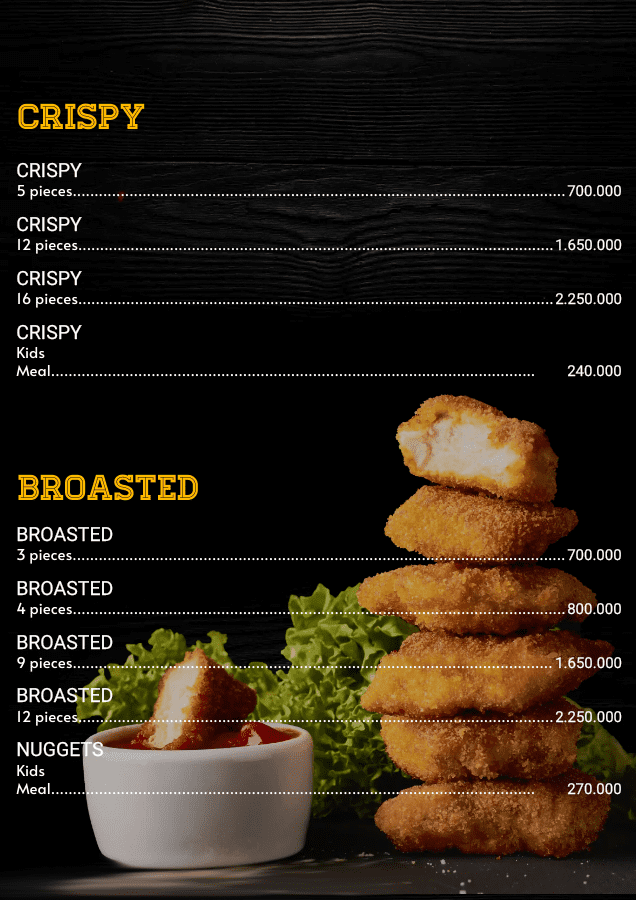 CRISPY
CRISPY
5 pieces........................................................................................................................700.000
CRISPY
12 pieces.....................................................................................................................1.650.000
CRISPY
16 pieces.....................................................................................................................2.250.000
CRISPY
Kids
Meal..................................................................................................................... 240.000
BROASTED
BROASTED
3 pieces........................................................................................................................700.000
BROASTED
4 pieces........................................................................................................................800.000
BROASTED
9 pieces.....................................................................................................................1.650.000
BROASTED
12 pieces.....................................................................................................................2.250.000
NUGGETS
Kids
Meal..................................................................................................................... 270.000